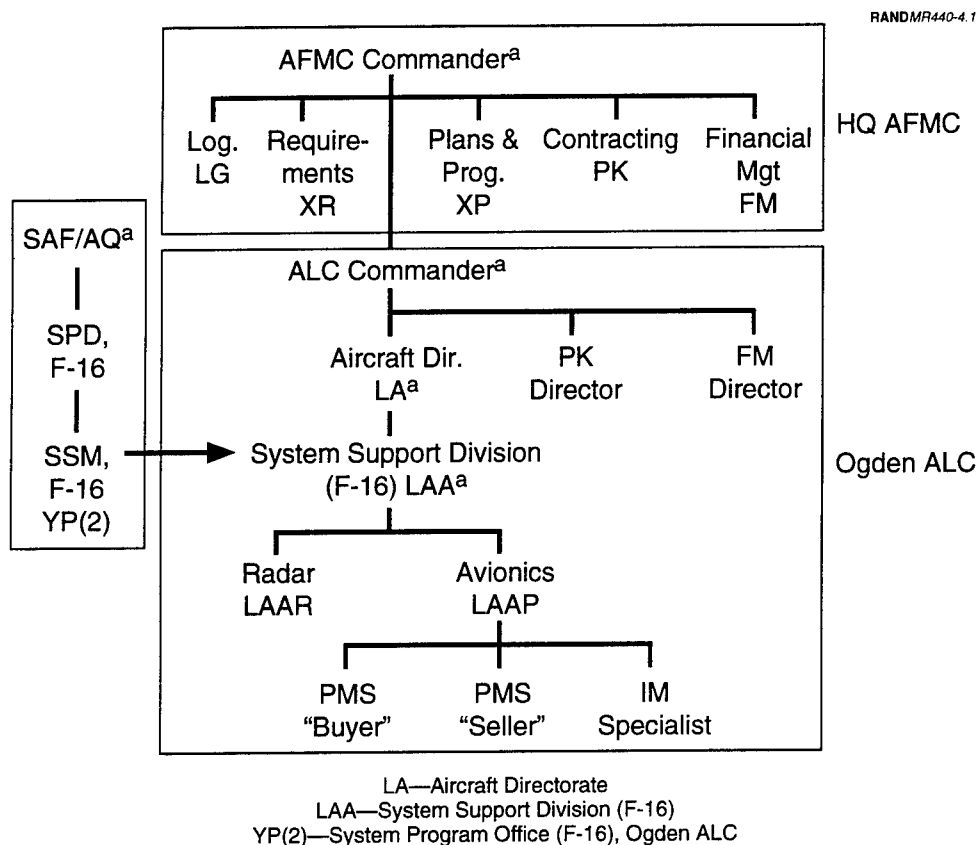 RANDMR440-4.1
AFMC Commanderᵃ
HQ AFMC
Log.
LG
Require-
ments
XR
Plans &
Prog.
XP
Contracting
PK
Financial
Mgt
FM
SAF/AQᵃ
SPD,
F-16
SSM,
F-16
YP(2)
ALC Commanderᵃ
Aircraft Dir.
LAᵃ
PK
Director
FM
Director
System Support Division
(F-16) LAAᵃ
Ogden ALC
Radar
LAAR
Avionics
LAAP
PMS
“Buyer”
PMS
“Seller”
IM
Specialist
LA—Aircraft Directorate
LAA—System Support Division (F-16)
YP(2)—System Program Office (F-16), Ogden ALC